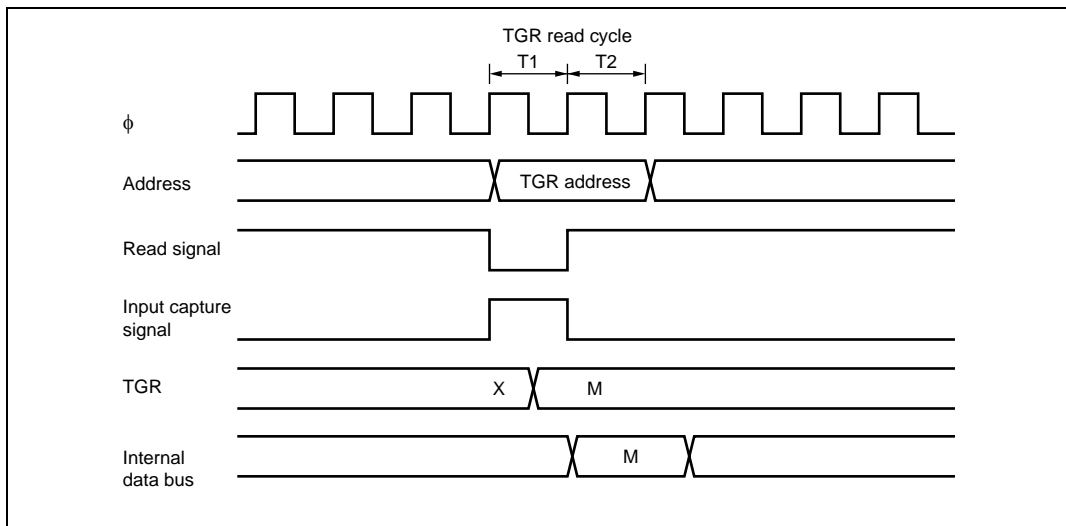 TGR read cycle
T1 T2
ϕ
Address
TGR address
Read signal
Input capture
signal
TGR
X M
Internal
data bus
M